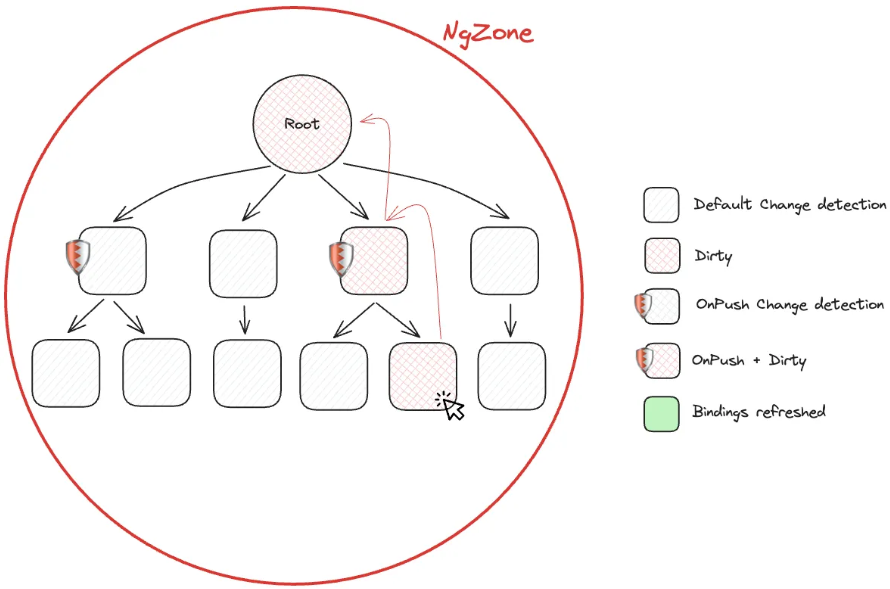 NgZone
Root
Default Change detection
Dirty
OnPush Change detection
OnPush + Dirty
Bindings refreshed